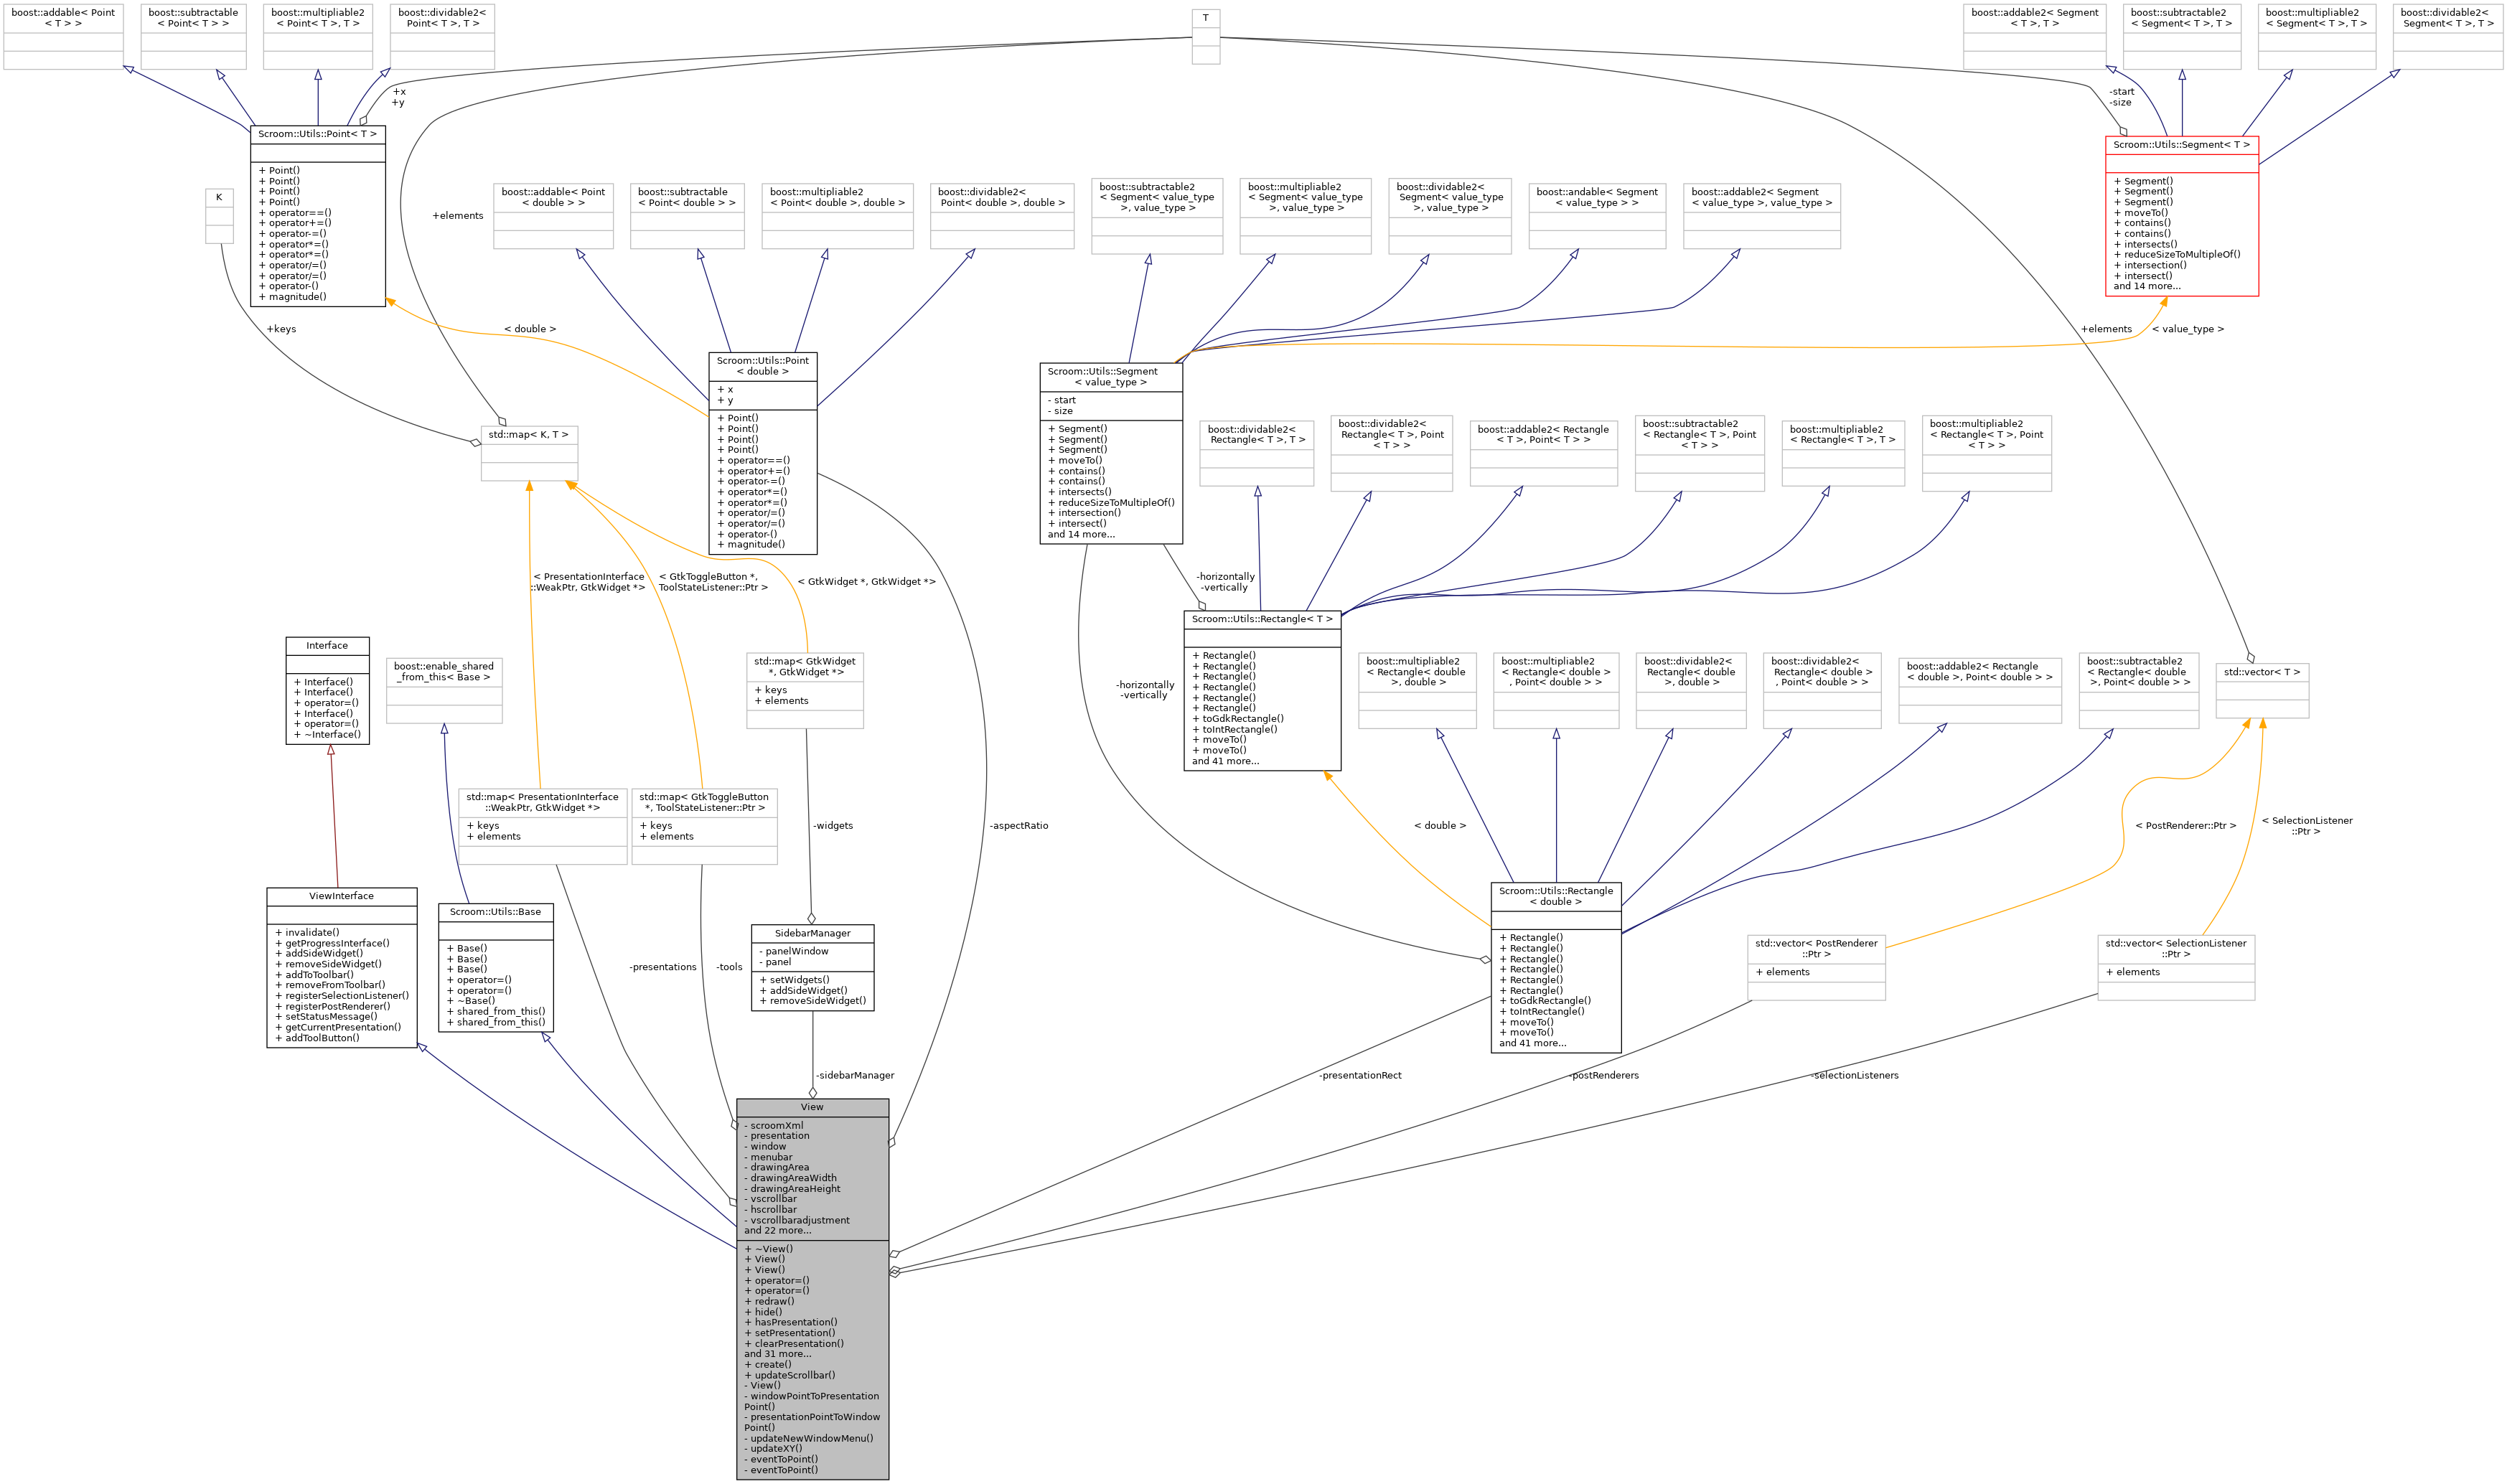 boost::addable< Point
< T > >
boost::subtractable
< Point< T > >
boost::multipliable2
< Point< T >, T >
boost::dividable2<
Point< T >, T >
T
boost::addable2< Segment
< T >, T >
boost::subtractable2
< Segment< T >, T >
boost::multipliable2
< Segment< T >, T >
boost::dividable2<
Segment< T >, T >
+x
+y
-start
-size
Scroom::Utils::Point< T >
+ Point()
+ Point()
+ Point()
+ Point()
+ operator==()
+ operator+=()
+ operator-=()
+ operator*=()
+ operator*=()
+ operator/=()
+ operator/=()
+ operator-()
+ magnitude()
Scroom::Utils::Segment< T >
+ Segment()
+ Segment()
+ Segment()
+ moveTo()
+ contains()
+ contains()
+ intersects()
+ reduceSizeToMultipleOf()
+ intersection()
+ intersect()
and 14 more...
K
+elements
boost::addable< Point
< double > >
boost::subtractable
< Point< double > >
boost::multipliable2
< Point< double >, double >
boost::dividable2<
Point< double >, double >
boost::subtractable2
< Segment< value_type
>, value_type >
boost::multipliable2
< Segment< value_type
>, value_type >
boost::dividable2<
Segment< value_type
>, value_type >
boost::andable< Segment
< value_type > >
boost::addable2< Segment
< value_type >, value_type >
+keys
< double >
+elements
< value_type >
Scroom::Utils::Point
< double >
+ x
+ y
+ Point()
+ Point()
+ Point()
+ Point()
+ operator==()
+ operator+=()
+ operator-=()
+ operator*=()
+ operator*=()
+ operator/=()
+ operator/=()
+ operator-()
+ magnitude()
Scroom::Utils::Segment
< value_type >
- start
- size
+ Segment()
+ Segment()
+ Segment()
+ moveTo()
+ contains()
+ contains()
+ intersects()
+ reduceSizeToMultipleOf()
+ intersection()
+ intersect()
and 14 more...
std::map< K, T >
boost::dividable2<
Rectangle< T >, T >
boost::dividable2<
Rectangle< T >, Point
< T > >
boost::addable2< Rectangle
< T >, Point< T > >
boost::subtractable2
< Rectangle< T >, Point
< T > >
boost::multipliable2
< Rectangle< T >, T >
boost::multipliable2
< Rectangle< T >, Point
< T > >
< PresentationInterface
::WeakPtr, GtkWidget *>
< GtkToggleButton *,
ToolStateListener::Ptr >
< GtkWidget *, GtkWidget *>
-horizontally
-vertically
Scroom::Utils::Rectangle< T >
+ Rectangle()
+ Rectangle()
+ Rectangle()
+ Rectangle()
+ Rectangle()
+ Rectangle()
+ toGdkRectangle()
+ toIntRectangle()
+ moveTo()
+ moveTo()
and 41 more...
Interface
+ Interface()
+ Interface()
+ operator=()
+ Interface()
+ operator=()
+ ~Interface()
boost::enable_shared
_from_this< Base >
std::map< GtkWidget
*, GtkWidget *>
+ keys
+ elements
-horizontally
-vertically
boost::multipliable2
< Rectangle< double
>, double >
boost::multipliable2
< Rectangle< double >
, Point< double > >
boost::dividable2<
Rectangle< double
>, double >
boost::dividable2<
Rectangle< double >
, Point< double > >
boost::addable2< Rectangle
< double >, Point< double > >
boost::subtractable2
< Rectangle< double
>, Point< double > >
std::vector< T >
std::map< PresentationInterface
::WeakPtr, GtkWidget *>
+ keys
+ elements
std::map< GtkToggleButton
*, ToolStateListener::Ptr >
+ keys
+ elements
-widgets
-aspectRatio
< double >
< PostRenderer::Ptr >
< SelectionListener
::Ptr >
ViewInterface
+ invalidate()
+ getProgressInterface()
+ addSideWidget()
+ removeSideWidget()
+ addToToolbar()
+ removeFromToolbar()
+ registerSelectionListener()
+ registerPostRenderer()
+ setStatusMessage()
+ getCurrentPresentation()
+ addToolButton()
Scroom::Utils::Base
+ Base()
+ Base()
+ Base()
+ operator=()
+ operator=()
+ ~Base()
+ shared_from_this()
+ shared_from_this()
-presentations
-tools
SidebarManager
- panelWindow
- panel
+ setWidgets()
+ addSideWidget()
+ removeSideWidget()
Scroom::Utils::Rectangle
< double >
+ Rectangle()
+ Rectangle()
+ Rectangle()
+ Rectangle()
+ Rectangle()
+ Rectangle()
+ toGdkRectangle()
+ toIntRectangle()
+ moveTo()
+ moveTo()
and 41 more...
std::vector< PostRenderer
::Ptr >
+ elements
std::vector< SelectionListener
::Ptr >
+ elements
-sidebarManager
-presentationRect
-postRenderers
-selectionListeners
View
- scroomXml
- presentation
- window
- menubar
- drawingArea
- drawingAreaWidth
- drawingAreaHeight
- vscrollbar
- hscrollbar
- vscrollbaradjustment
and 22 more...
+ ~View()
+ View()
+ View()
+ operator=()
+ operator=()
+ redraw()
+ hide()
+ hasPresentation()
+ setPresentation()
+ clearPresentation()
and 31 more...
+ create()
+ updateScrollbar()
- View()
- windowPointToPresentation
Point()
- presentationPointToWindow
Point()
- updateNewWindowMenu()
- updateXY()
- eventToPoint()
- eventToPoint()